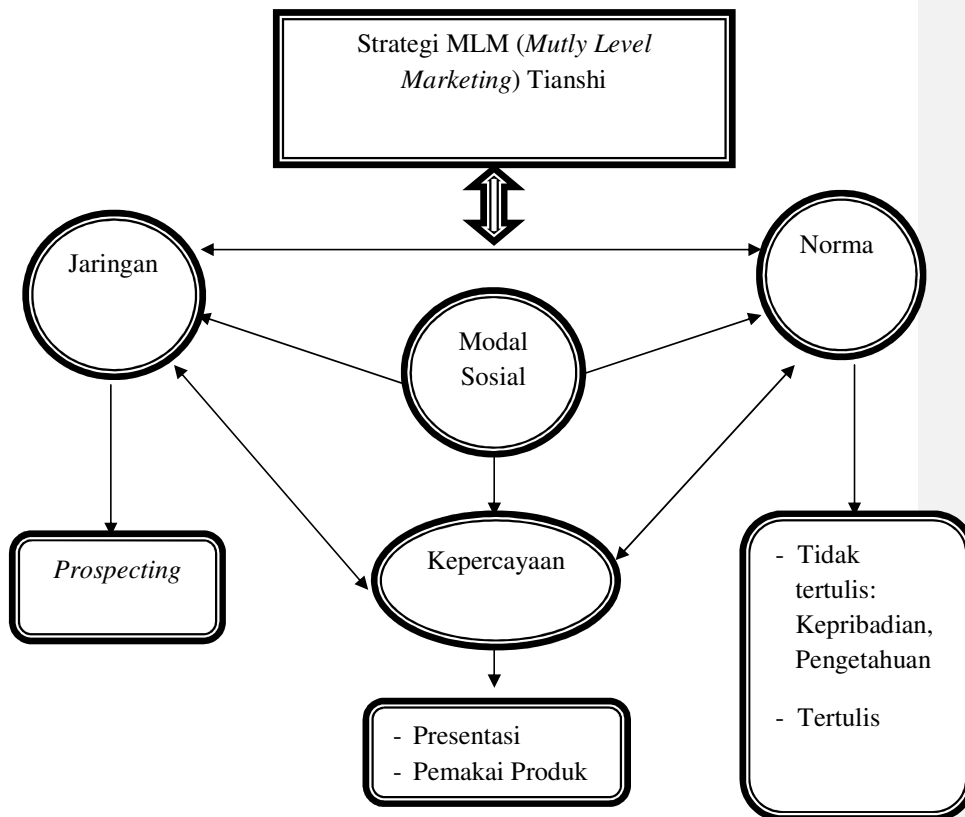 Strategi MLM (Mutly Level
Marketing) Tianshi
Jaringan
Norma
Modal
Sosial
Prospecting
Kepercayaan
- Tidak
tertulis:
Kepribadian,
Pengetahuan
- Tertulis
- Presentasi
- Pemakai Produk